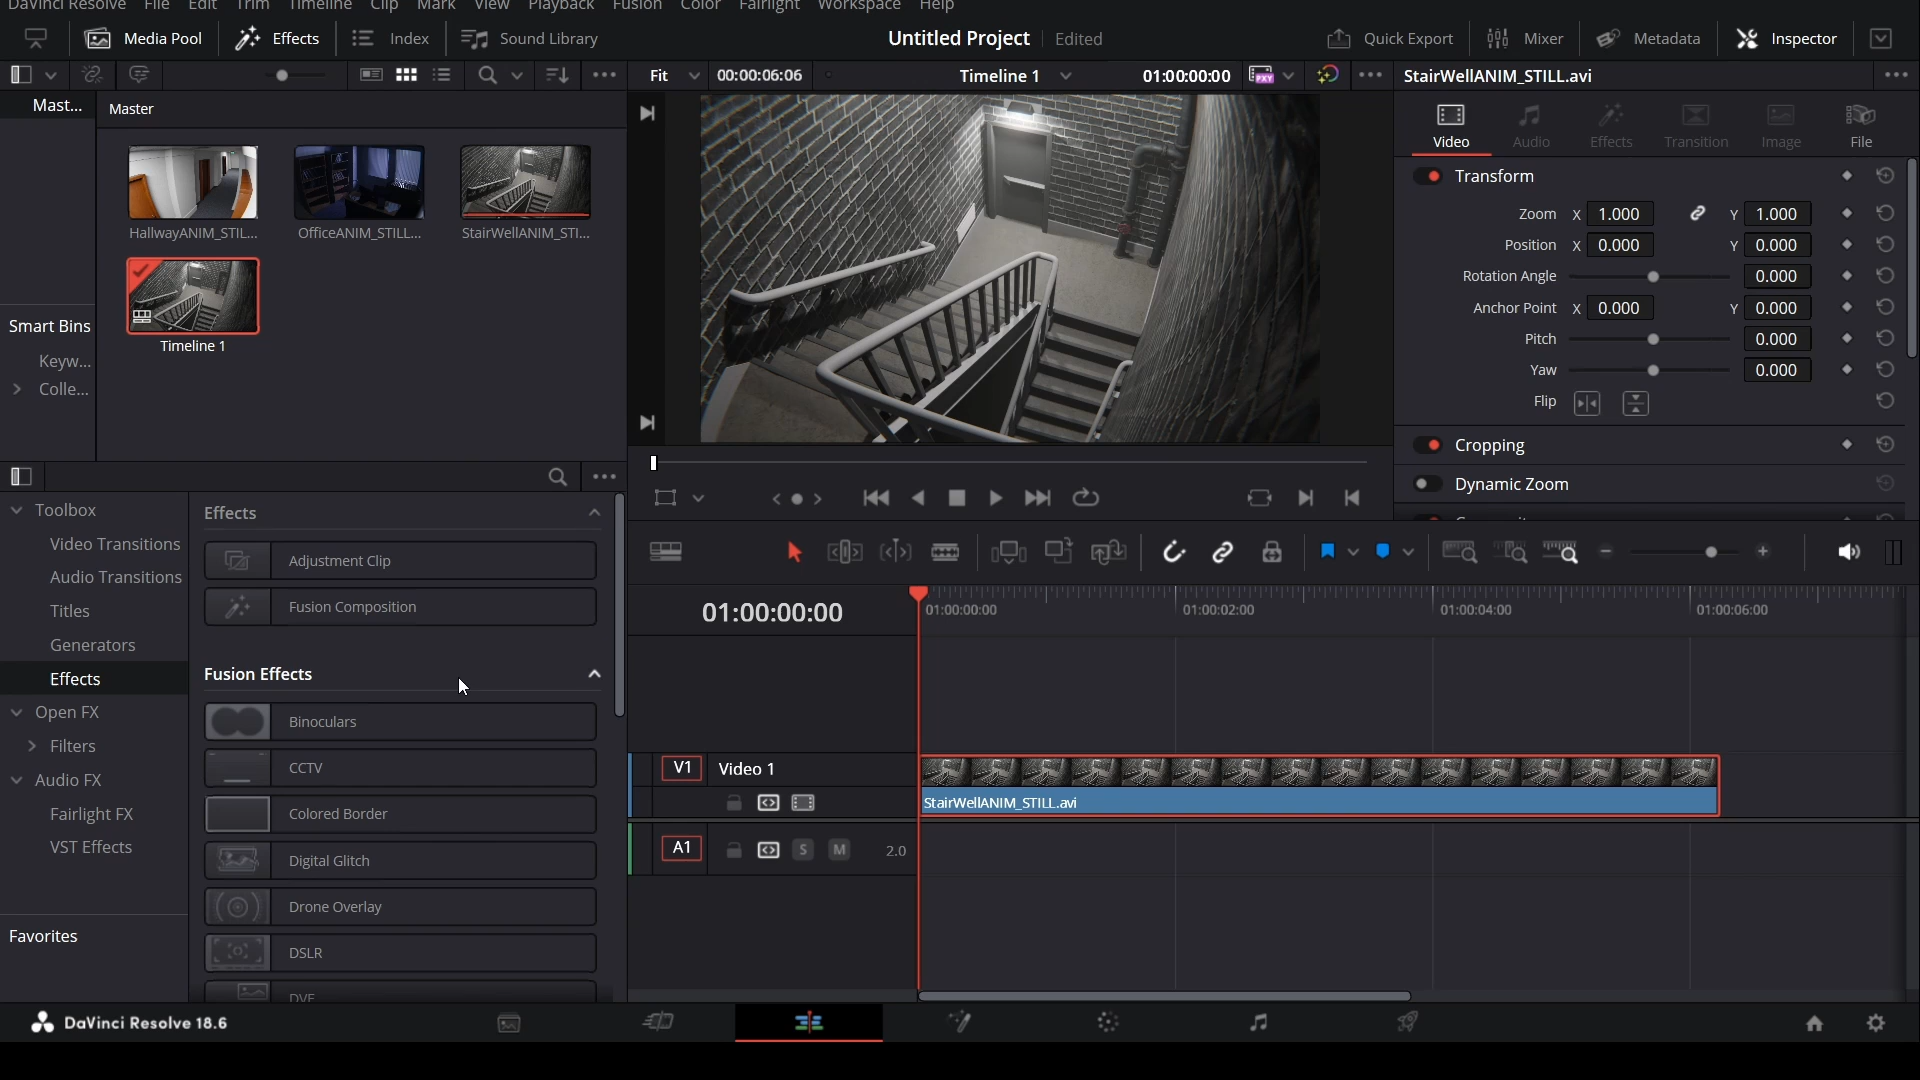 DaVinci Resolve File Edit Trim Timeline Clip Mark View Playback Fusion Color Fairlight Workspace Help
Media Pool Effects Index Sound Library Untitled Project Edited Quick Export Mixer Metadata Inspector
Fit 00:00:06:06 Timeline 1 01:00:00:00 PXY StairWellANIM_STILL.avi
Mast... Master
Video Audio Effects Transition Image File
HallwayANIM_STIL... OfficeANIM_STILL... StairWellANIM_STI...
Timeline 1
Smart Bins
Keyw...
Colle...
Transform
Zoom X 1.000 Y 1.000
Position X 0.000 Y 0.000
Rotation Angle 0.000
Anchor Point X 0.000 Y 0.000
Pitch 0.000
Yaw 0.000
Flip
Cropping
Dynamic Zoom
Toolbox
Video Transitions
Audio Transitions
Titles
Generators
Effects
Open FX
Filters
Audio FX
Fairlight FX
VST Effects
Favorites
Effects
Adjustment Clip
Fusion Composition
Fusion Effects
Binoculars
CCTV
Colored Border
Digital Glitch
Drone Overlay
DSLR
DVE
01:00:00:00 01:00:00:00 01:00:02:00 01:00:04:00 01:00:06:00
V1 Video 1
StairWellANIM_STILL.avi
A1 S M 2.0
DaVinci Resolve 18.6